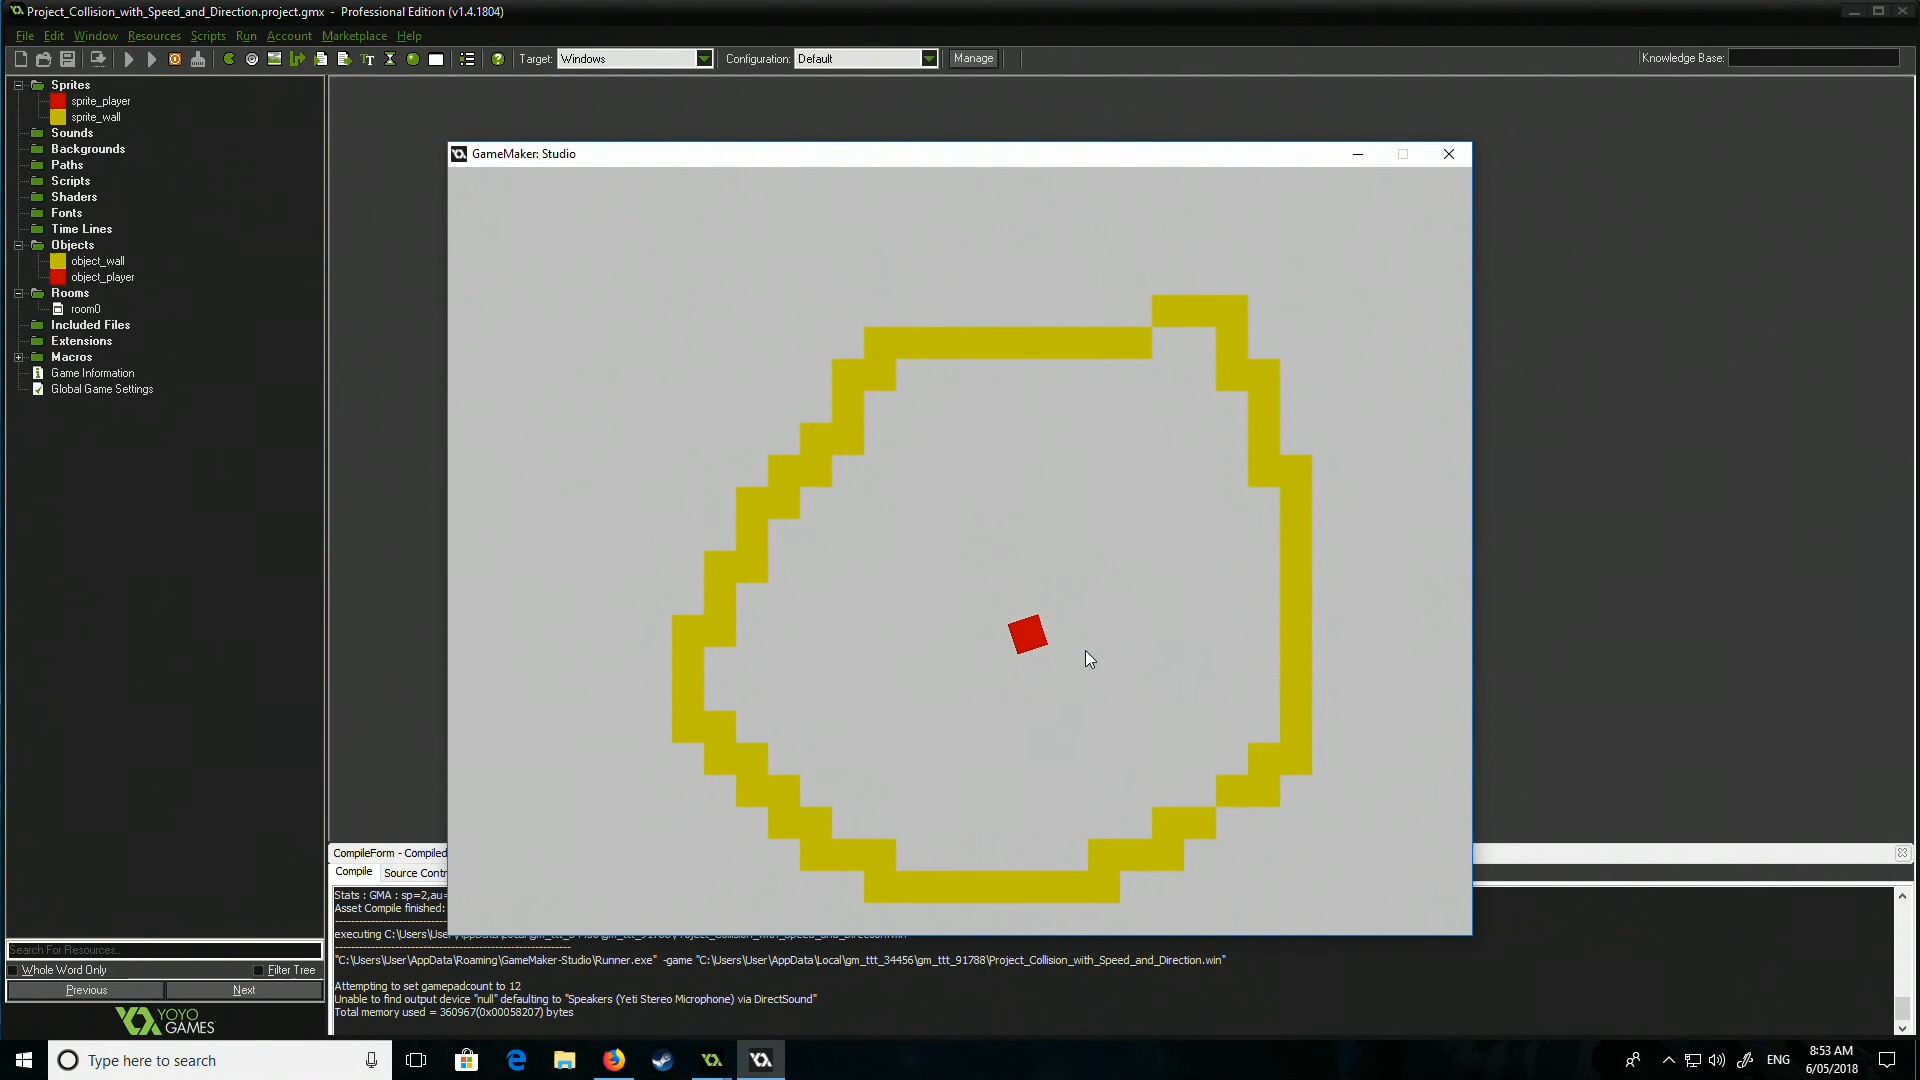 Project_Collision_with_Speed_and_Direction.project.gmx - Professional Edition (v1.4.1804)
File Edit Window Resources Scripts Run Account Marketplace Help
Target: Windows Configuration: Default Manage Knowledge Base:
Sprites
sprite_player
sprite_wall
Sounds
Backgrounds
Paths
Scripts
Shaders
Fonts
Time Lines
Objects
object_wall
object_player
Rooms
room0
Included Files
Extensions
Macros
Game Information
Global Game Settings
GameMaker: Studio
CompileForm - Compiled
Compile Source Contr
Stats : GMA : sp=2,au=
Asset Compile finished:
executing C:\Users\User
"C:\Users\User\AppData\Roaming\GameMaker-Studio\Runner.exe" -game "C:\Users\User\AppData\Local\gm_ttt_34456\gm_ttt_91788\Project_Collision_with_Speed_and_Direction.win"
Attempting to set gamepadcount to 12
Unable to find output device "null" defaulting to "Speakers (Yeti Stereo Microphone) via DirectSound"
Total memory used = 360967(0x00058207) bytes
Search For Resources...
Whole Word Only Filter Tree
Previous Next
YOYO
GAMES
Type here to search
ENG
8:53 AM
6/05/2018